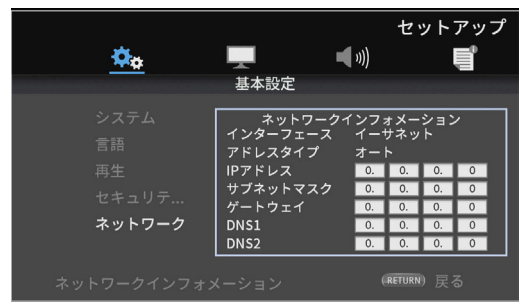 セットアップ
基本設定
システム
言語
再生
セキュリテ...
ネットワーク
ネットワークインフォメーション
インターフェース イーサネット
アドレスタイプ オート
IPアドレス 0. 0. 0. 0
サブネットマスク 0. 0. 0. 0
ゲートウェイ 0. 0. 0. 0
DNS1 0. 0. 0. 0
DNS2 0. 0. 0. 0
ネットワークインフォメーション
RETURN 戻る